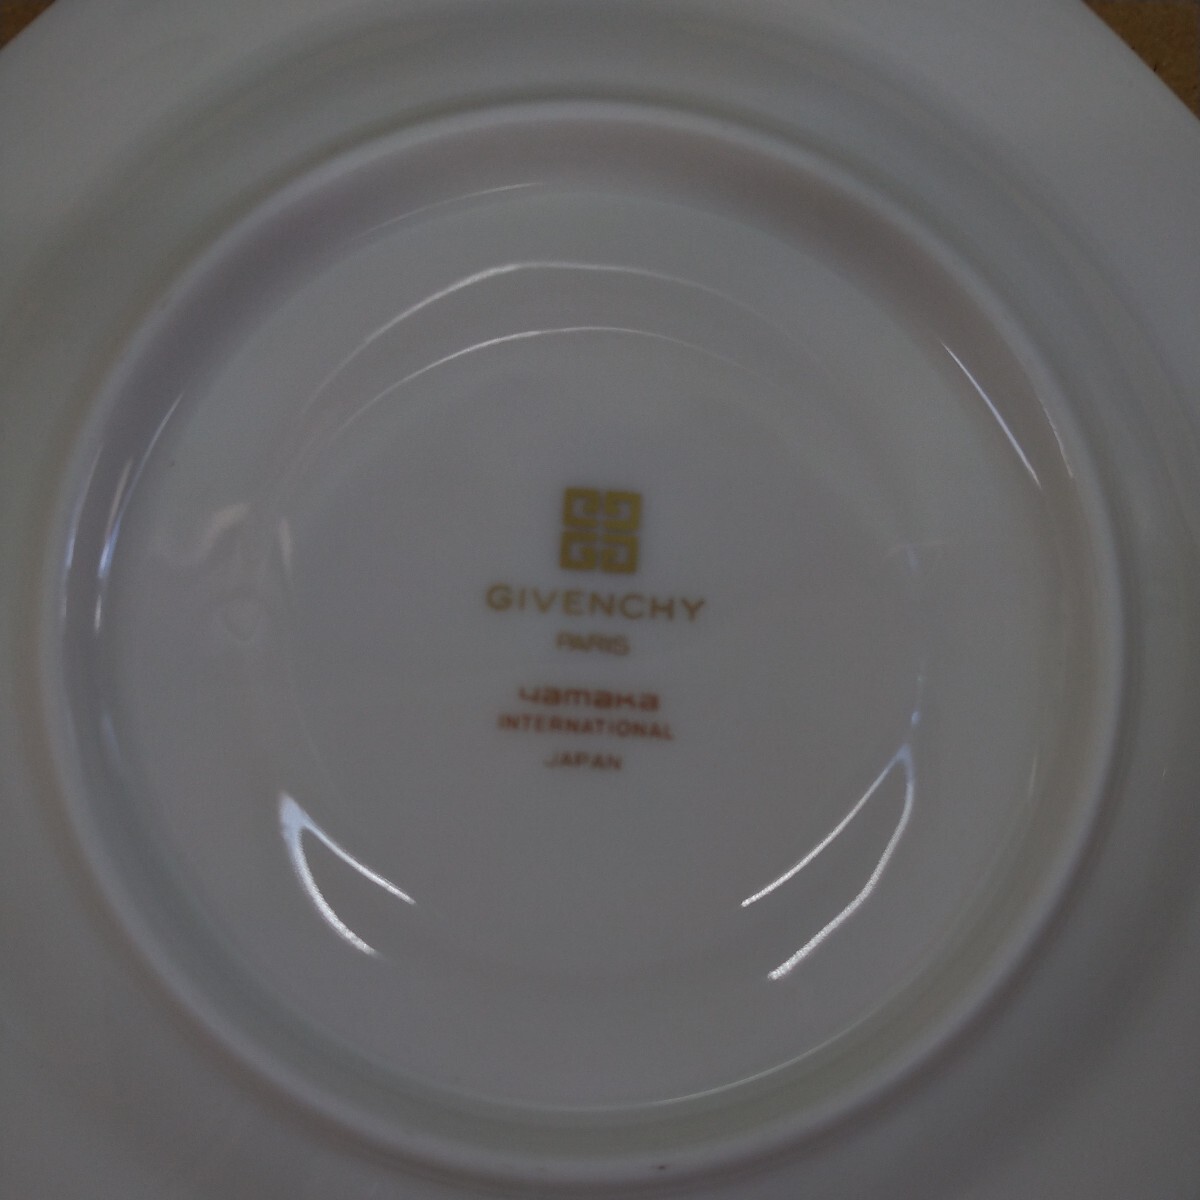 GIVENCHY
PARIS
yamaka
INTERNATIONAL
JAPAN